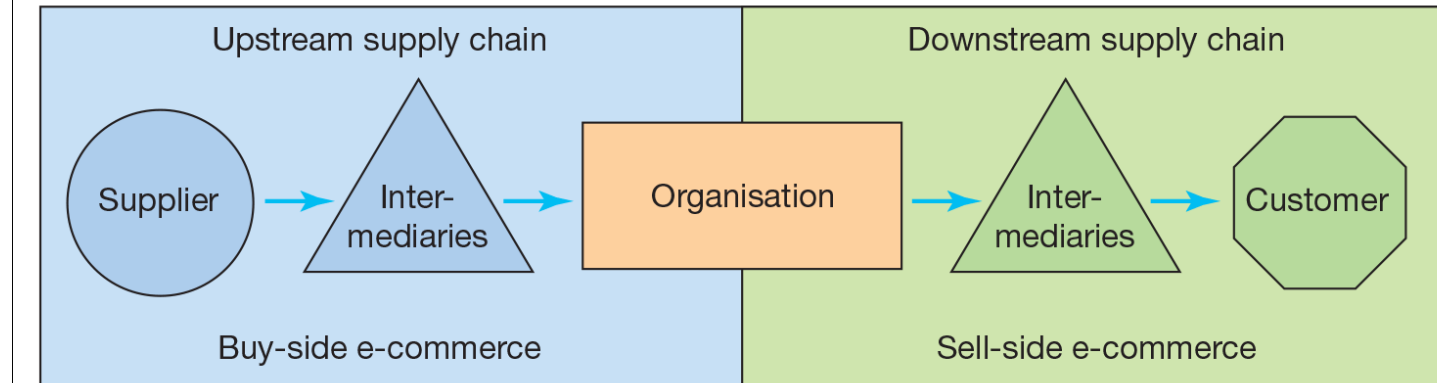 Upstream supply chain
Downstream supply chain
Supplier
Inter-
mediaries
Organisation
Inter-
mediaries
Customer
Buy-side e-commerce
Sell-side e-commerce